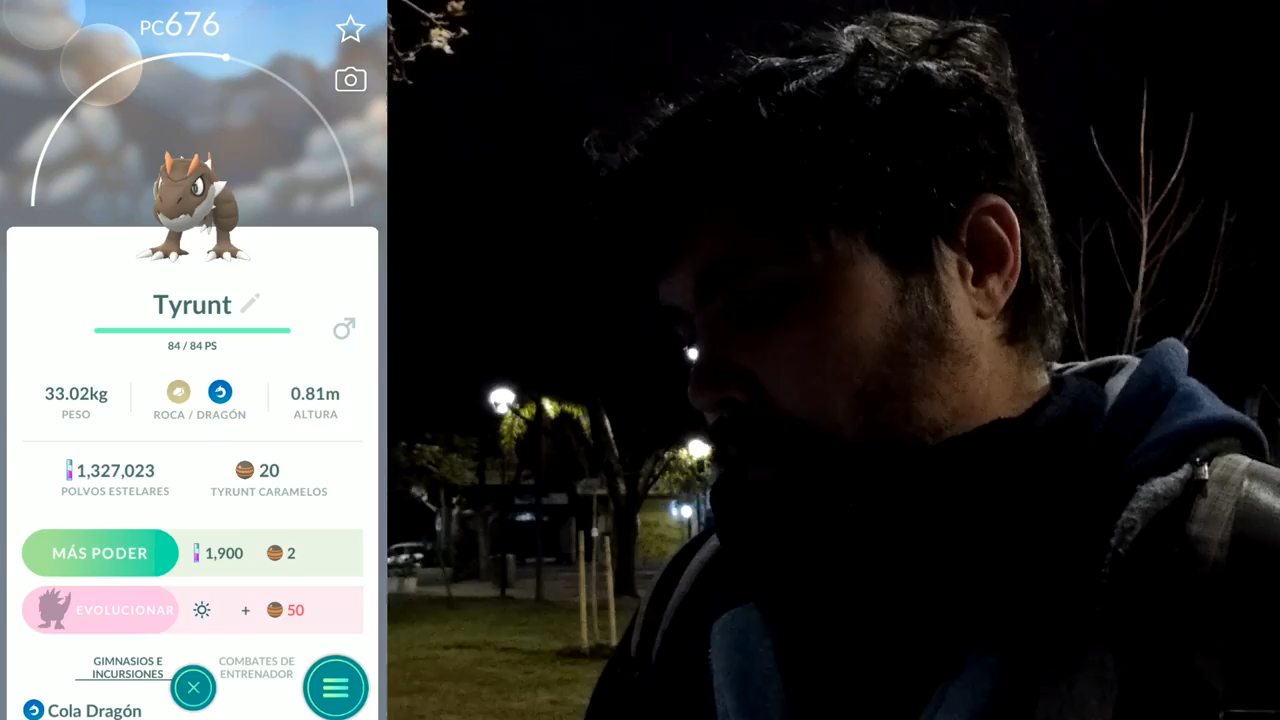 PC676
Tyrunt
84 / 84 PS
33.02kg
PESO
ROCA / DRAGÓN
0.81m
ALTURA
1,327,023
POLVOS ESTELARES
20
TYRUNT CARAMELOS
MÁS PODER 1,900 2
EVOLUCIONAR + 50
GIMNASIOS E
INCURSIONES
COMBATES DE
ENTRENADOR
Cola Dragón